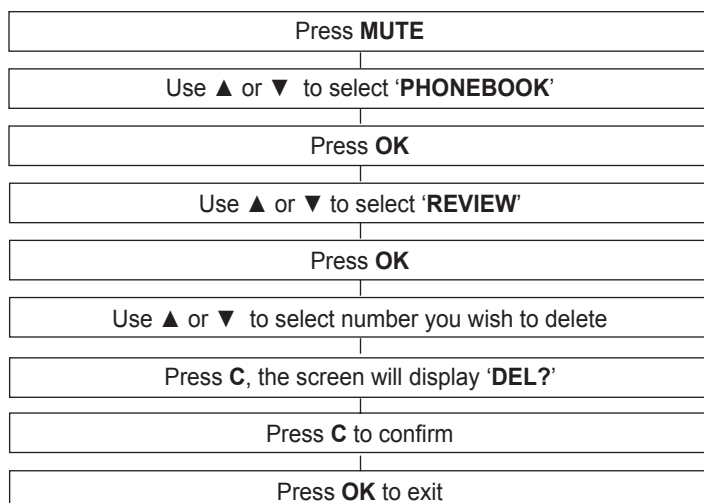 Press MUTE
Use ▲ or ▼ to select ‘PHONEBOOK’
Press OK
Use ▲ or ▼ to select ‘REVIEW’
Press OK
Use ▲ or ▼ to select number you wish to delete
Press C, the screen will display ‘DEL?’
Press C to confirm
Press OK to exit